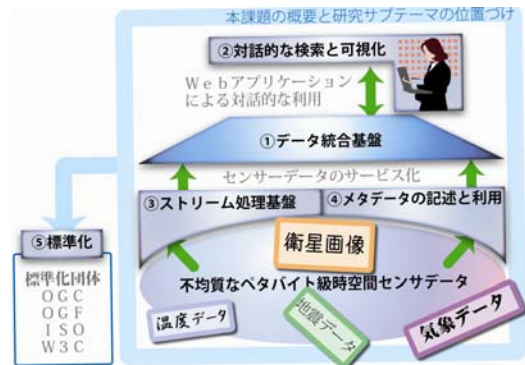 本課題の概要と研究サブテーマの位置づけ
②対話的な検索と可視化
Ｗｅｂアプリケーション
による対話的な利用
①データ統合基盤
センサーデータのサービス化
③ストリーム処理基盤
④メタデータの記述と利用
⑤標準化
標準化団体
ＯＧＣ
ＯＧＦ
ＩＳＯ
Ｗ３Ｃ
衛星画像
不均質なペタバイト級時空間センサデータ
温度データ
地震データ
気象データ